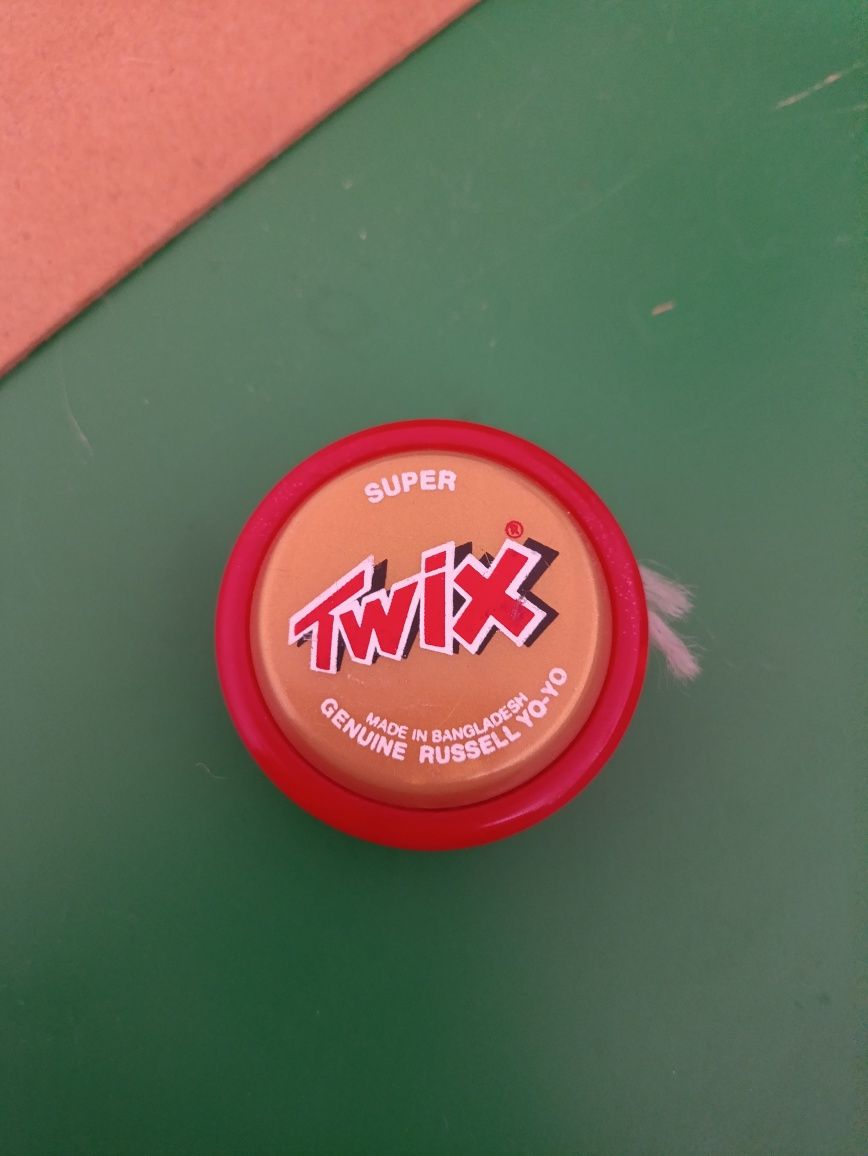 SUPER
Twix®
MADE IN BANGLADESH
GENUINE RUSSELL YO-YO